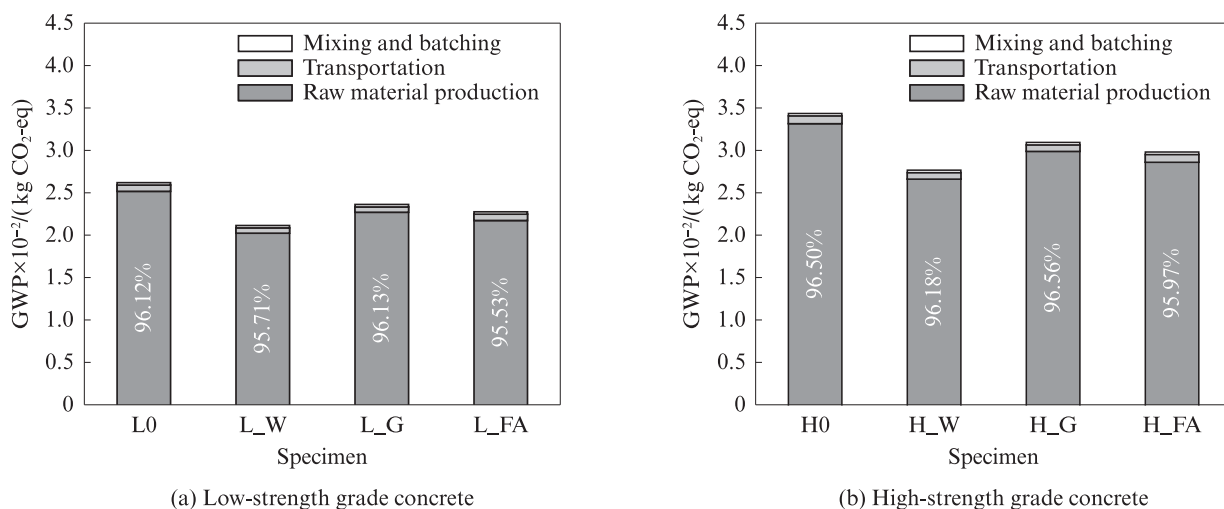 4.5
4.0
3.5
3.0
2.5
2.0
1.5
1.0
0.5
0
GWP×10⁻²/(kg CO₂-eq)
Mixing and batching
Transportation
Raw material production
96.12%
95.71%
96.13%
95.53%
L0 L_W L_G L_FA
Specimen
(a) Low-strength grade concrete
4.5
4.0
3.5
3.0
2.5
2.0
1.5
1.0
0.5
0
GWP×10⁻²/(kg CO₂-eq)
Mixing and batching
Transportation
Raw material production
96.50%
96.18%
96.56%
95.97%
H0 H_W H_G H_FA
Specimen
(b) High-strength grade concrete